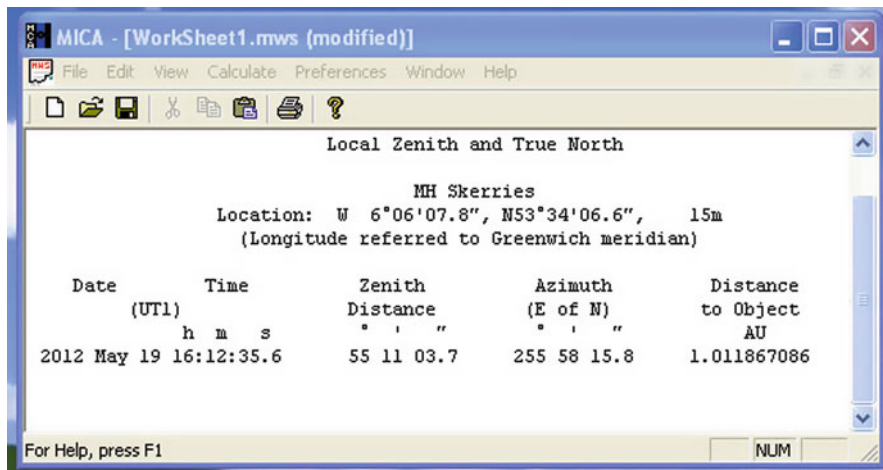 MICA - [WorkSheet1.mws (modified)]
File Edit View Calculate Preferences Window Help
Local Zenith and True North
MH Skerries
Location: W 6°06'07.8", N53°34'06.6", 15m
(Longitude referred to Greenwich meridian)
Date Time Zenith Azimuth Distance
(UT1) Distance (E of N) to Object
h m s ° ' " ° ' " AU
2012 May 19 16:12:35.6 55 11 03.7 255 58 15.8 1.011867086
For Help, press F1 NUM